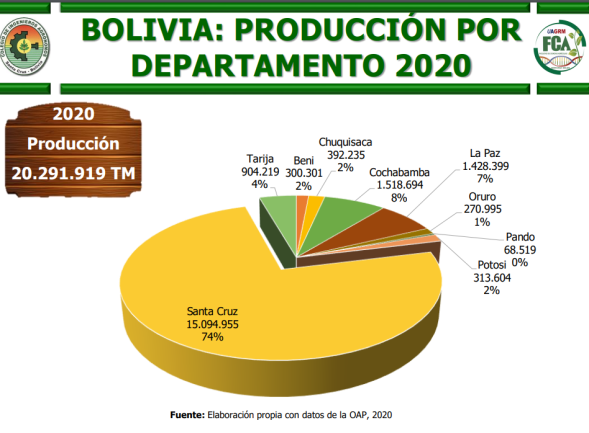 BOLIVIA: PRODUCCIÓN POR
DEPARTAMENTO 2020
UAGRM
FCA
2020
Producción
20.291.919 TM
Tarija
904.219
4%
Beni
300.301
2%
Chuquisaca
392.235
2%
Cochabamba
1.518.694
8%
La Paz
1.428.399
7%
Oruro
270.995
1%
Pando
68.519
0%
Potosi
313.604
2%
Santa Cruz
15.094.955
74%
Fuente: Elaboración propia con datos de la OAP, 2020